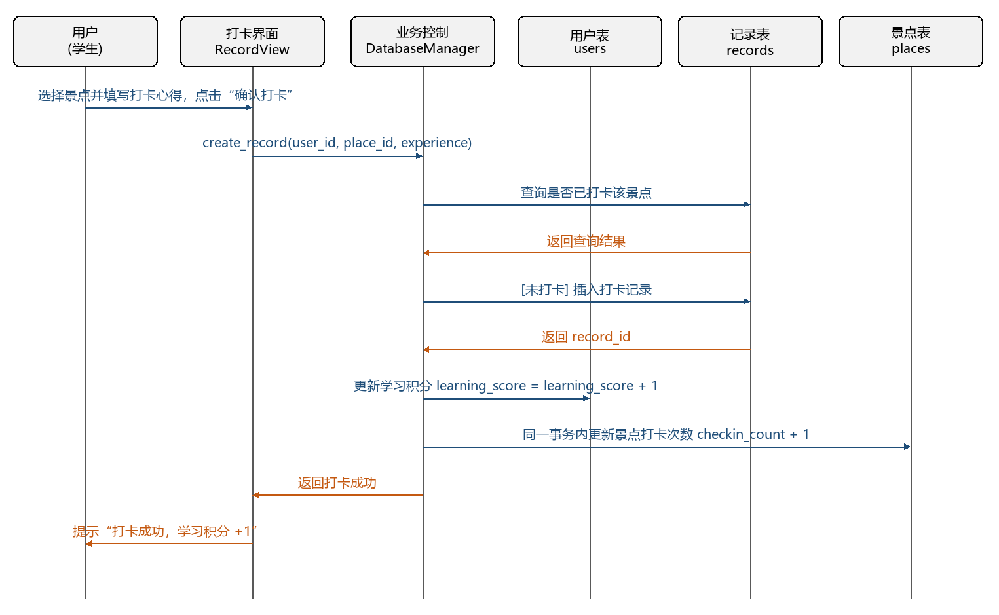 用户
(学生)
打卡界面
RecordView
业务控制
DatabaseManager
用户表
users
记录表
records
景点表
places
选择景点并填写打卡心得，点击“确认打卡”
create_record(user_id, place_id, experience)
查询是否已打卡该景点
返回查询结果
[未打卡] 插入打卡记录
返回 record_id
更新学习积分 learning_score = learning_score + 1
同一事务内更新景点打卡次数 checkin_count + 1
返回打卡成功
提示“打卡成功，学习积分 +1”